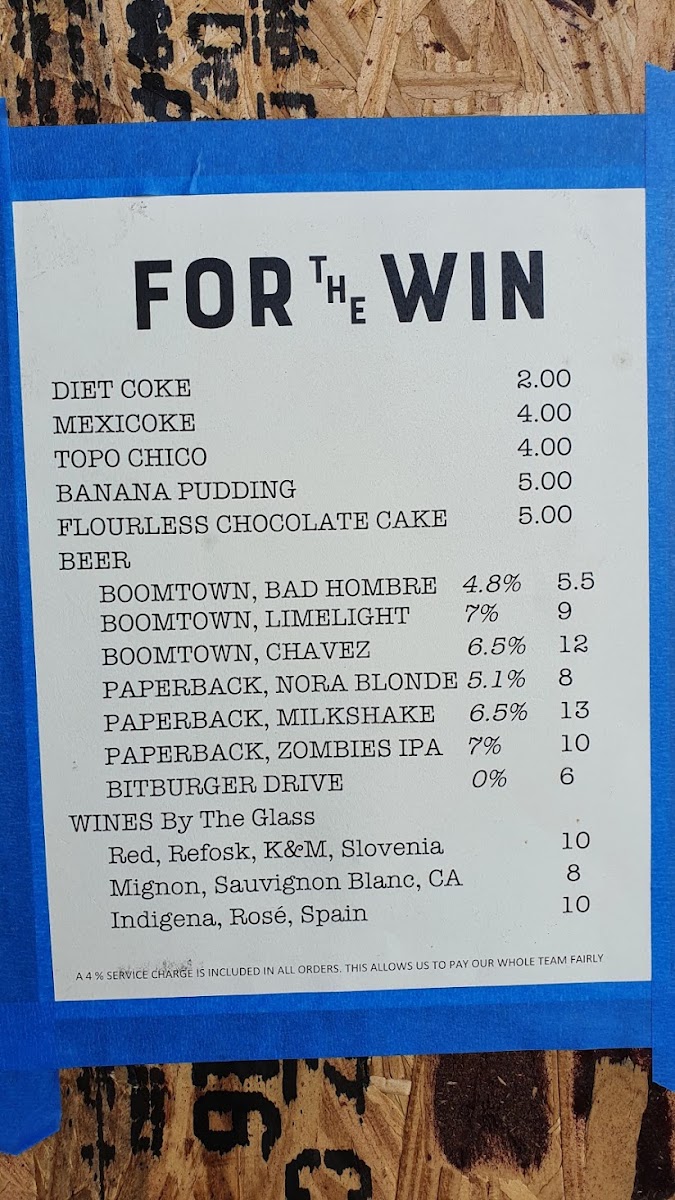 FOR THE WIN
DIET COKE 2.00
MEXICOKE 4.00
TOPO CHICO 4.00
BANANA PUDDING 5.00
FLOURLESS CHOCOLATE CAKE 5.00
BEER
BOOMTOWN, BAD HOMBRE 4.8% 5.5
BOOMTOWN, LIMELIGHT 7% 9
BOOMTOWN, CHAVEZ 6.5% 12
PAPERBACK, NORA BLONDE 5.1% 8
PAPERBACK, MILKSHAKE 6.5% 13
PAPERBACK, ZOMBIES IPA 7% 10
BITBURGER DRIVE 0% 6
WINES By The Glass
Red, Refosk, K&M, Slovenia 10
Mignon, Sauvignon Blanc, CA 8
Indigena, Rosé, Spain 10
A 4 % SERVICE CHARGE IS INCLUDED IN ALL ORDERS. THIS ALLOWS US TO PAY OUR WHOLE TEAM FAIRLY